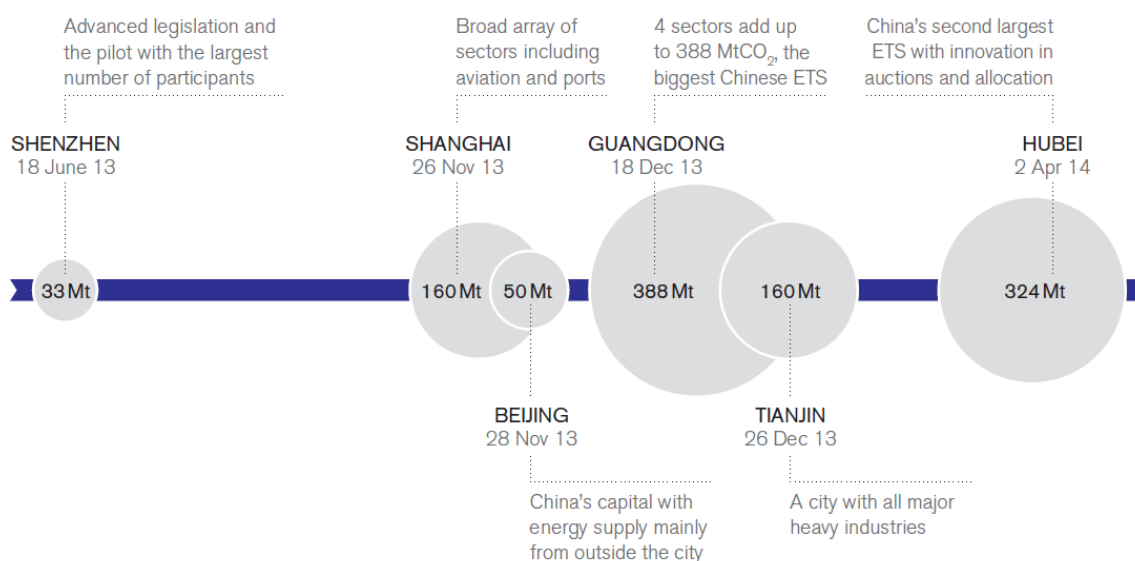 Advanced legislation and
the pilot with the largest
number of participants
Broad array of
sectors including
aviation and ports
4 sectors add up
to 388 MtCO₂, the
biggest Chinese ETS
China's second largest
ETS with innovation in
auctions and allocation
SHENZHEN
18 June 13
SHANGHAI
26 Nov 13
GUANGDONG
18 Dec 13
HUBEI
2 Apr 14
33 Mt
160 Mt
50 Mt
388 Mt
160 Mt
324 Mt
BEIJING
28 Nov 13
TIANJIN
26 Dec 13
China's capital with
energy supply mainly
from outside the city
A city with all major
heavy industries